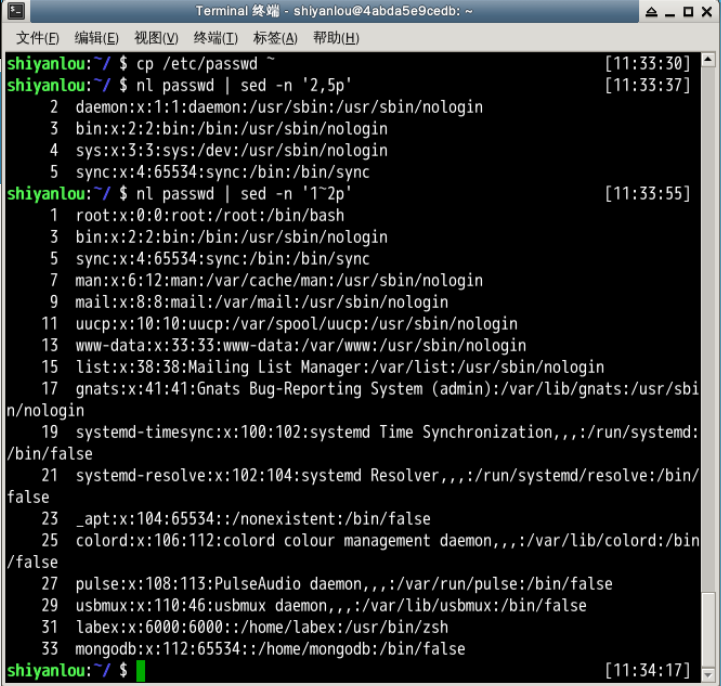 Terminal 终端 - shiyanlou@4abda5e9cedb: ~
文件(F) 编辑(E) 视图(V) 终端(T) 标签(A) 帮助(H)
shiyanlou:~/ $ cp /etc/passwd ~ [11:33:30]
shiyanlou:~/ $ nl passwd | sed -n '2,5p' [11:33:37]
2 daemon:x:1:1:daemon:/usr/sbin:/usr/sbin/nologin
3 bin:x:2:2:bin:/bin:/usr/sbin/nologin
4 sys:x:3:3:sys:/dev:/usr/sbin/nologin
5 sync:x:4:65534:sync:/bin:/bin/sync
shiyanlou:~/ $ nl passwd | sed -n '1~2p' [11:33:55]
1 root:x:0:0:root:/root:/bin/bash
3 bin:x:2:2:bin:/bin:/usr/sbin/nologin
5 sync:x:4:65534:sync:/bin:/bin/sync
7 man:x:6:12:man:/var/cache/man:/usr/sbin/nologin
9 mail:x:8:8:mail:/var/mail:/usr/sbin/nologin
11 uucp:x:10:10:uucp:/var/spool/uucp:/usr/sbin/nologin
13 www-data:x:33:33:www-data:/var/www:/usr/sbin/nologin
15 list:x:38:38:Mailing List Manager:/var/list:/usr/sbin/nologin
17 gnats:x:41:41:Gnats Bug-Reporting System (admin):/var/lib/gnats:/usr/sbi
n/nologin
19 systemd-timesync:x:100:102:systemd Time Synchronization,,,:/run/systemd:
/bin/false
21 systemd-resolve:x:102:104:systemd Resolver,,,:/run/systemd/resolve:/bin/
false
23 _apt:x:104:65534::/nonexistent:/bin/false
25 colord:x:106:112:colord colour management daemon,,,:/var/lib/colord:/bin
/false
27 pulse:x:108:113:PulseAudio daemon,,,:/var/run/pulse:/bin/false
29 usbmux:x:110:46:usbmux daemon,,,:/var/lib/usbmux:/bin/false
31 labex:x:6000:6000::/home/labex:/usr/bin/zsh
33 mongodb:x:112:65534::/home/mongodb:/bin/false
shiyanlou:~/ $ [11:34:17]